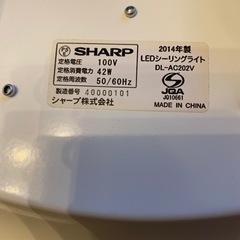 SHARP
定格電圧 100V
定格消費電力 42W
定格周波数 50/60Hz
製造番号 40000101
シャープ株式会社
2014年製
LEDシーリングライト
DL-AC202V
JQA
JQ10661
MADE IN CHINA